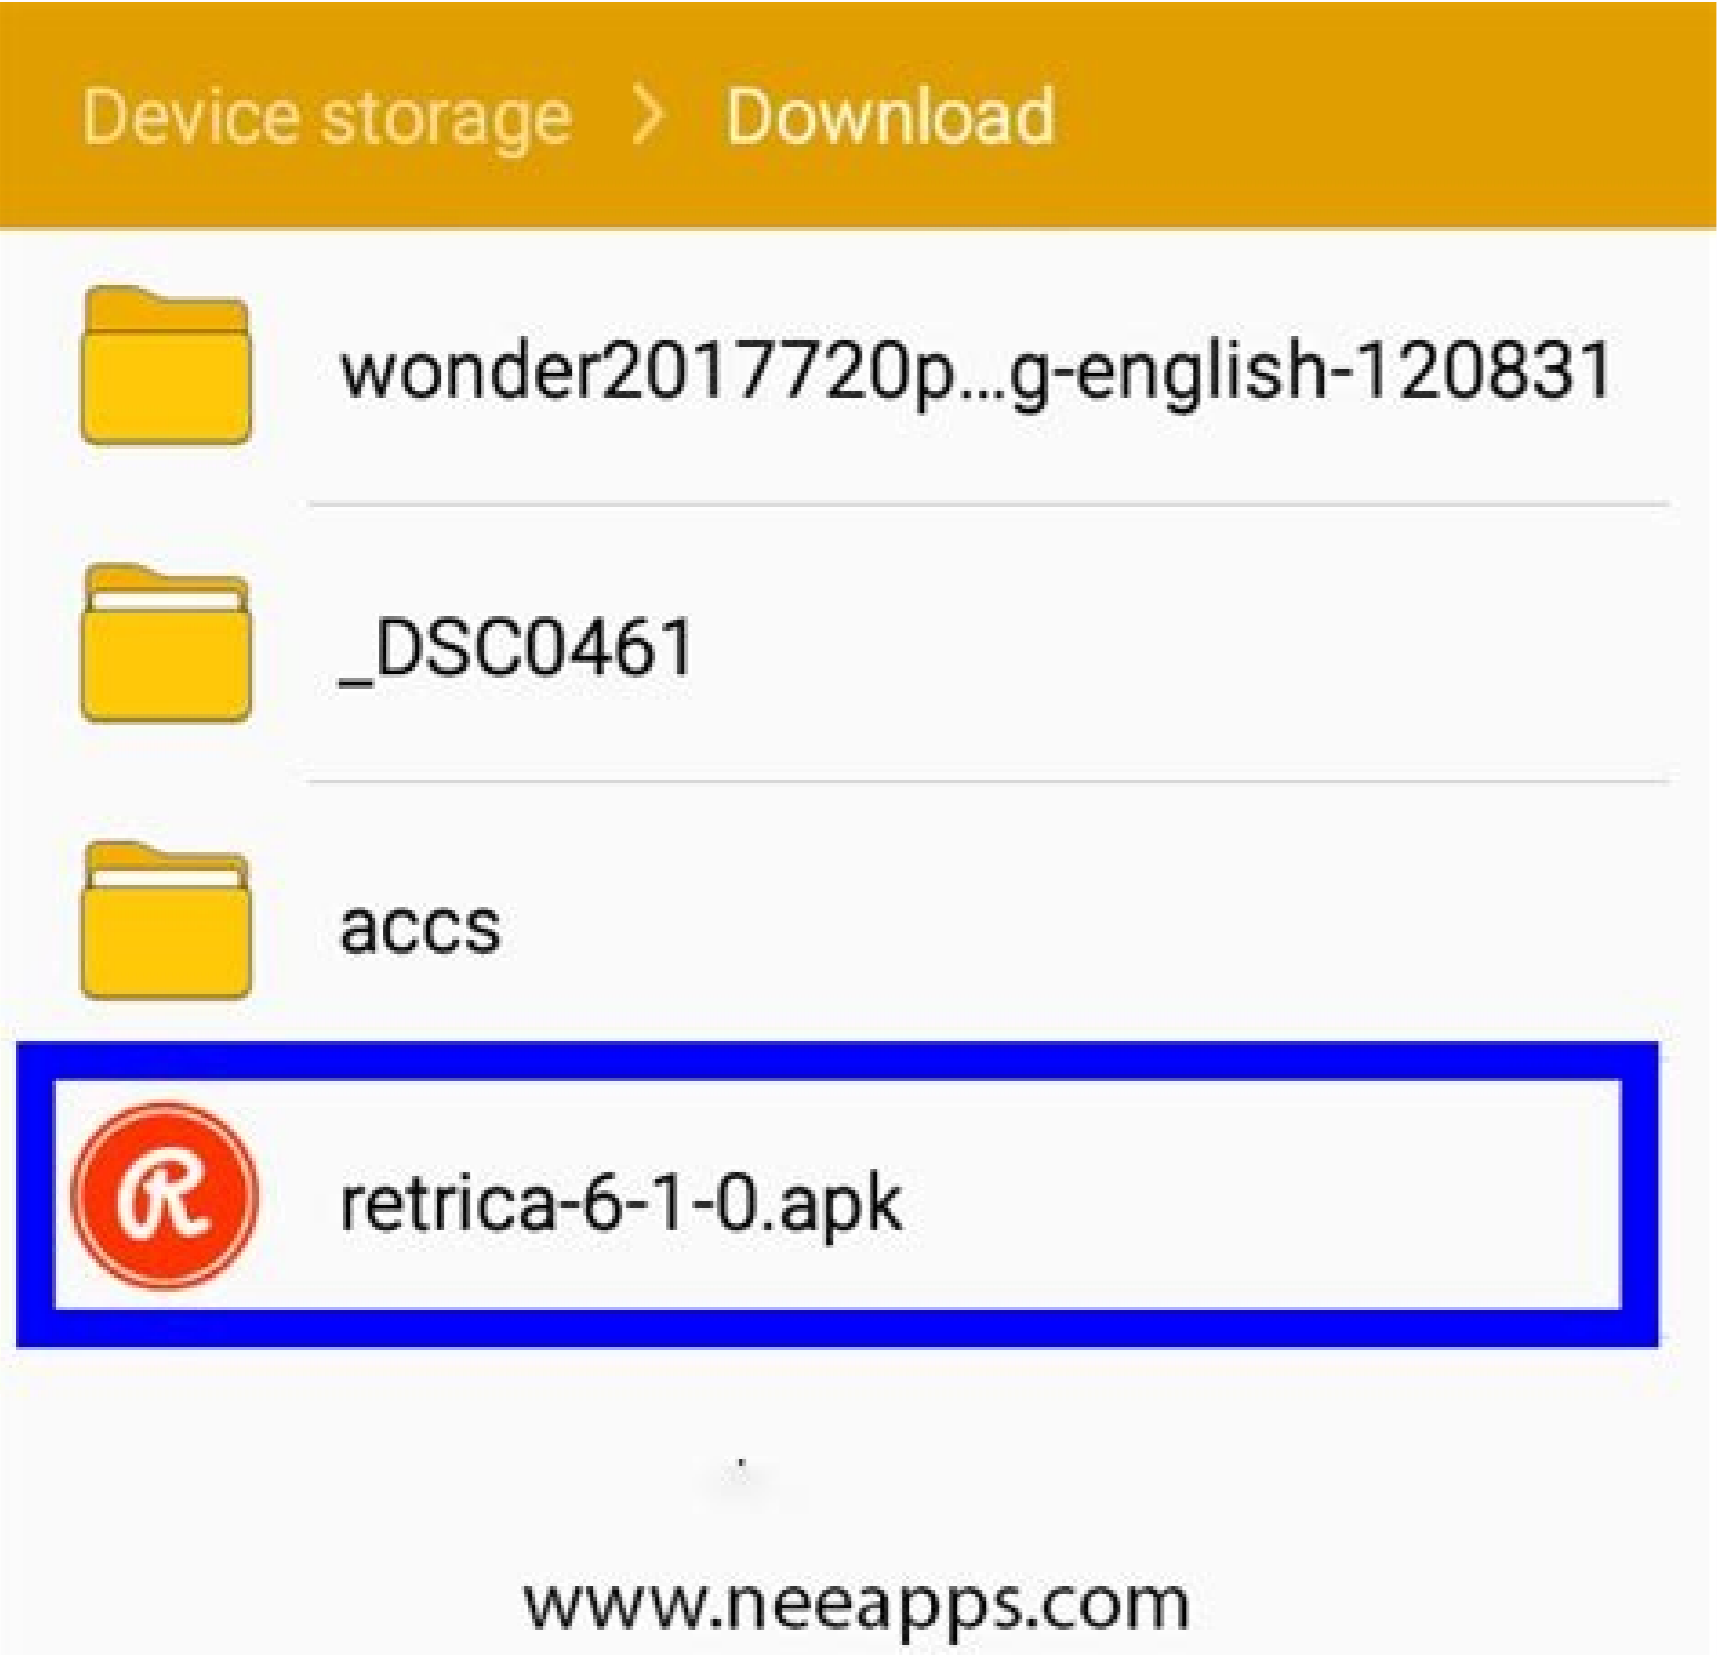 Device storage > Download
wonder2017720p...g-english-120831
_DSC0461
accs
R
retrica-6-1-0.apk
www.neeapps.com